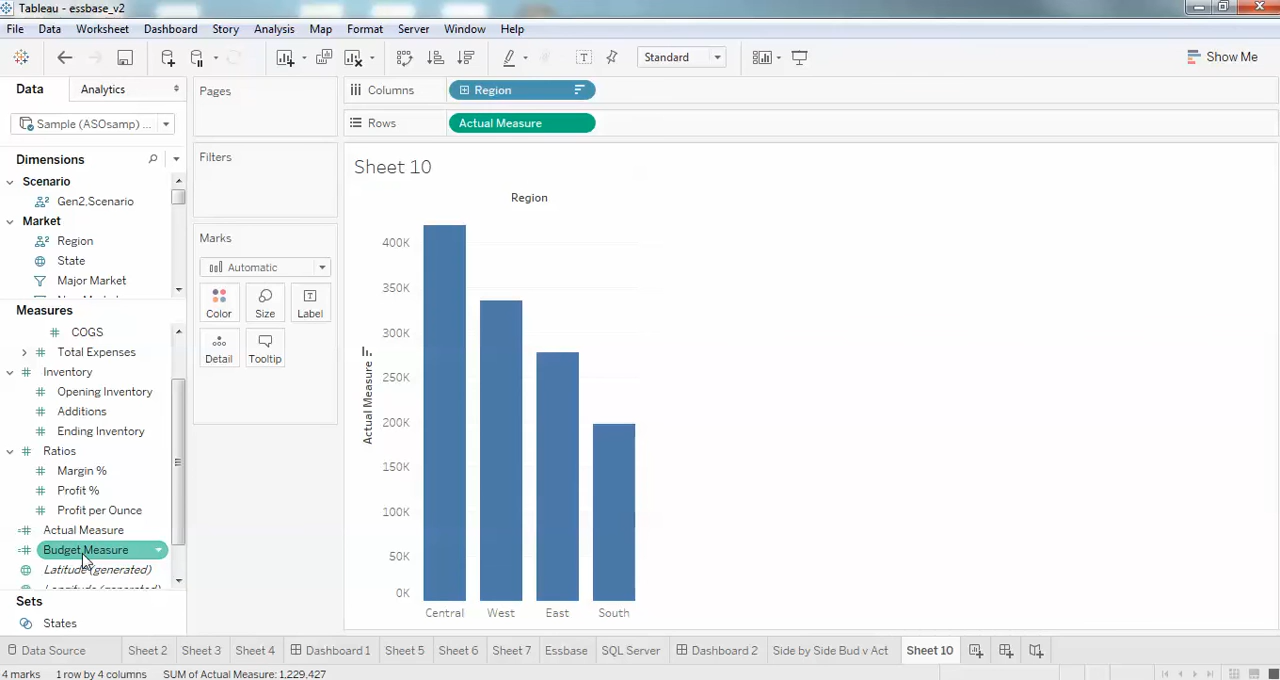 Tableau - essbase_v2
File Data Worksheet Dashboard Story Analysis Map Format Server Window Help
Standard
Show Me
Data Analytics
Sample (ASOsamp) ...
Dimensions
Scenario
Gen2,Scenario
Market
Region
State
Major Market
Measures
COGS
Total Expenses
Inventory
Opening Inventory
Additions
Ending Inventory
Ratios
Margin %
Profit %
Profit per Ounce
Actual Measure
Budget Measure
Latitude (generated)
Longitude (generated)
Sets
States
Pages
Filters
Marks
Automatic
Color Size Label
Detail Tooltip
Columns Region
Rows Actual Measure
Sheet 10
Region
Actual Measure
400K
350K
300K
250K
200K
150K
100K
50K
0K
Central West East South
Data Source Sheet 2 Sheet 3 Sheet 4 Dashboard 1 Sheet 5 Sheet 6 Sheet 7 Essbase SQL Server Dashboard 2 Side by Side Bud v Act Sheet 10
4 marks 1 row by 4 columns SUM of Actual Measure: 1,229,427